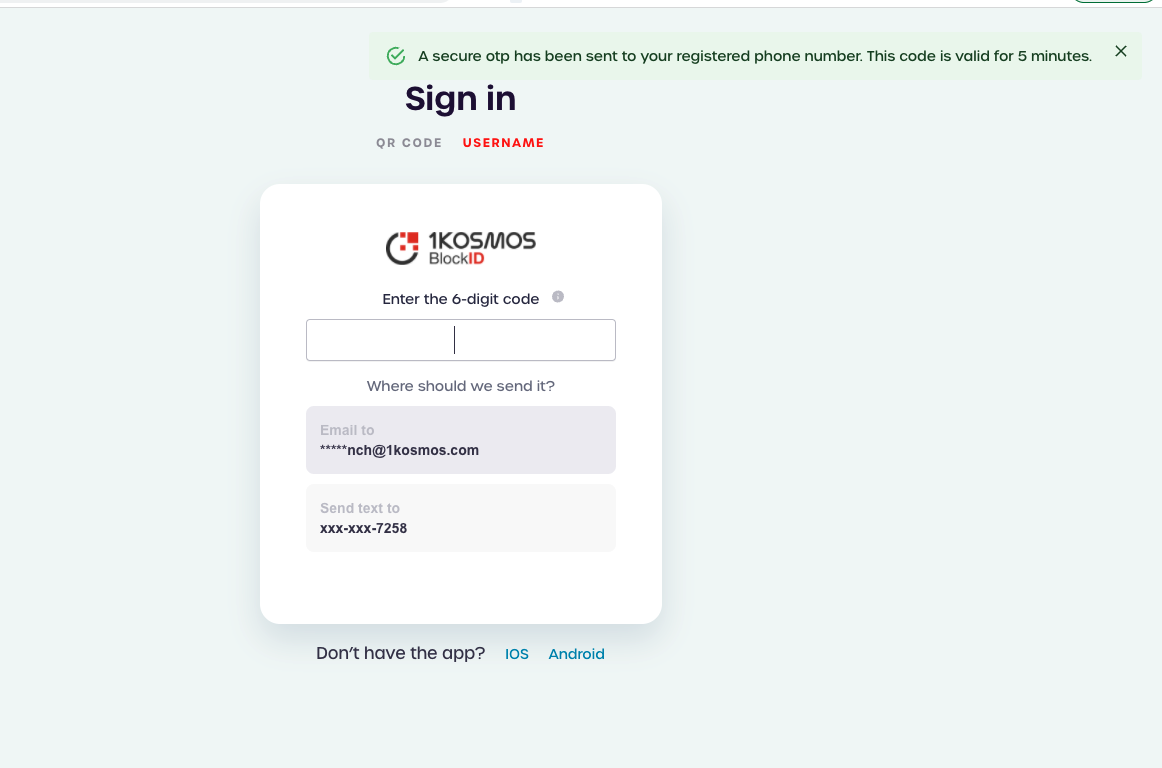 A secure otp has been sent to your registered phone number. This code is valid for 5 minutes.
Sign in
QR CODE USERNAME
1KOSMOS
BlockID
Enter the 6-digit code
Where should we send it?
Email to
*****nch@1kosmos.com
Send text to
xxx-xxx-7258
Don't have the app? IOS Android